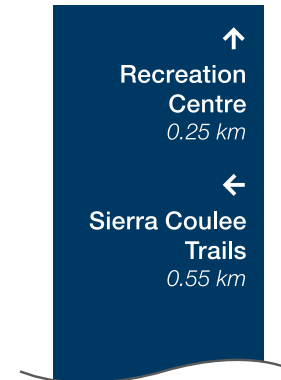 Recreation
Centre
0.25 km
Sierra Coulee
Trails
0.55 km